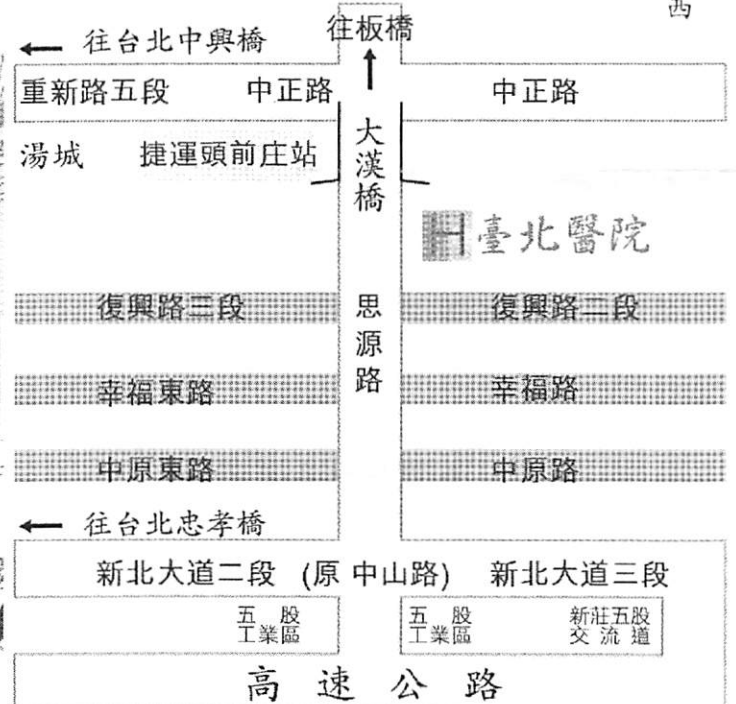 西
往板橋
往台北中興橋
重新路五段 中正路 中正路
大漢橋
湯城 捷運頭前庄站
臺北醫院
思源路
復興路三段 復興路二段
幸福東路 幸福路
中原東路 中原路
往台北忠孝橋
新北大道二段 (原 中山路) 新北大道三段
五股 五股 新莊五股
工業區 工業區 交流道
高速公路